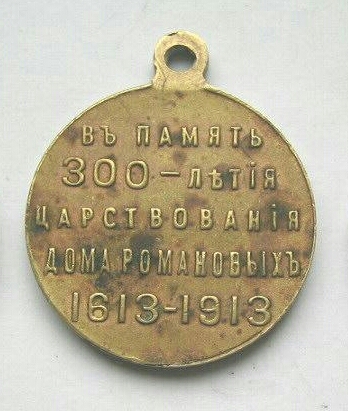 ВЪ ПАМЯТЬ
300-ЛѢТІЯ
ЦАРСТВОВАНІЯ
ДОМА РОМАНОВЫХЪ
1613-1913